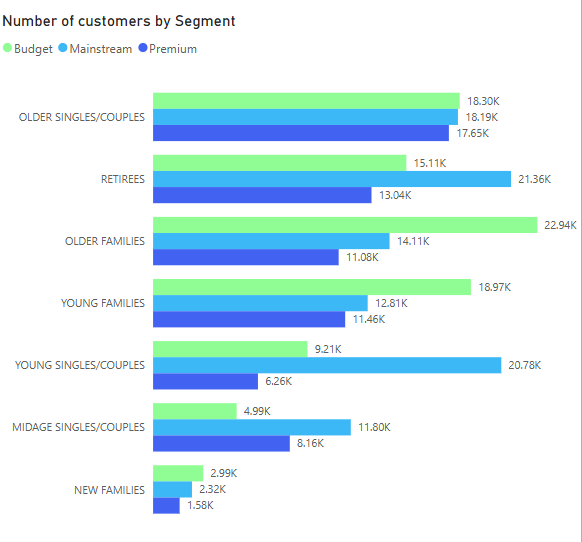 Number of customers by Segment
Budget Mainstream Premium
OLDER SINGLES/COUPLES
18.30K
18.19K
17.65K
RETIREES
15.11K
21.36K
13.04K
OLDER FAMILIES
22.94K
14.11K
11.08K
YOUNG FAMILIES
18.97K
12.81K
11.46K
YOUNG SINGLES/COUPLES
9.21K
20.78K
6.26K
MIDAGE SINGLES/COUPLES
4.99K
11.80K
8.16K
NEW FAMILIES
2.99K
2.32K
1.58K